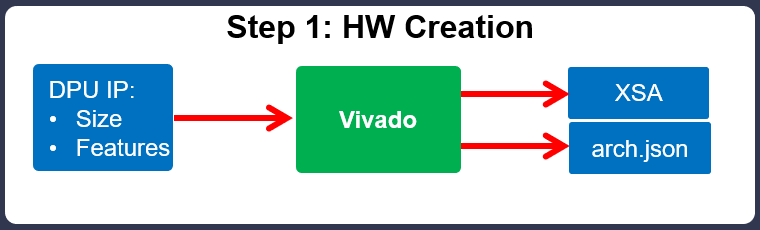 Step 1: HW Creation
DPU IP:
• Size
• Features
Vivado
XSA
arch.json